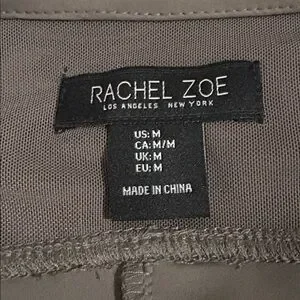 RACHEL ZOE
LOS ANGELES NEW YORK
US: M
CA: M/M
UK: M
EU: M
MADE IN CHINA